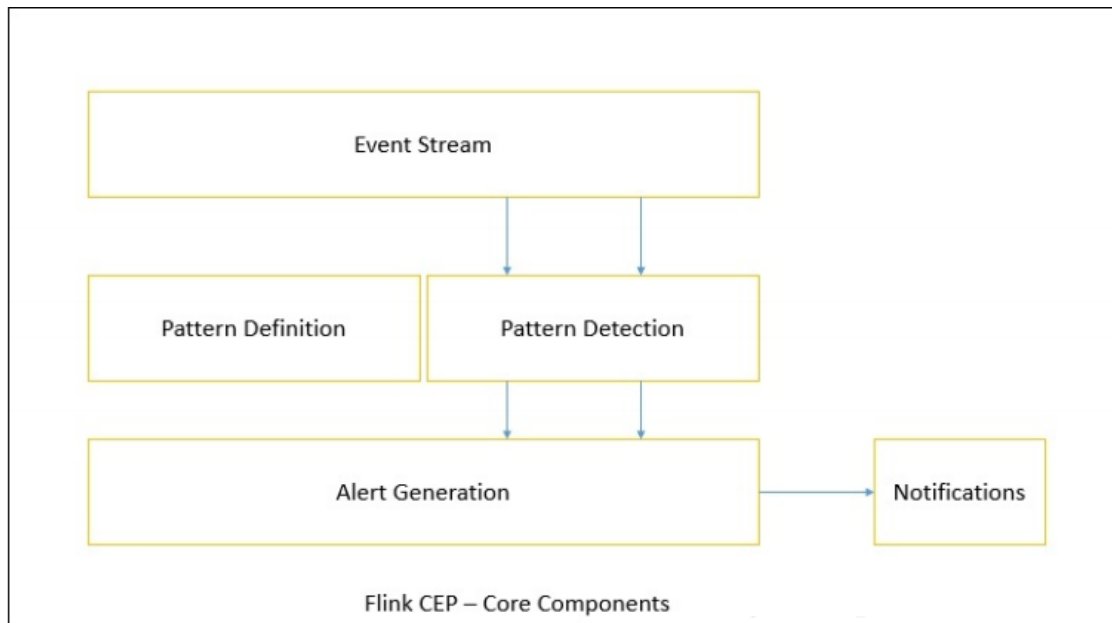 Event Stream
Pattern Definition
Pattern Detection
Alert Generation
Notifications
Flink CEP – Core Components